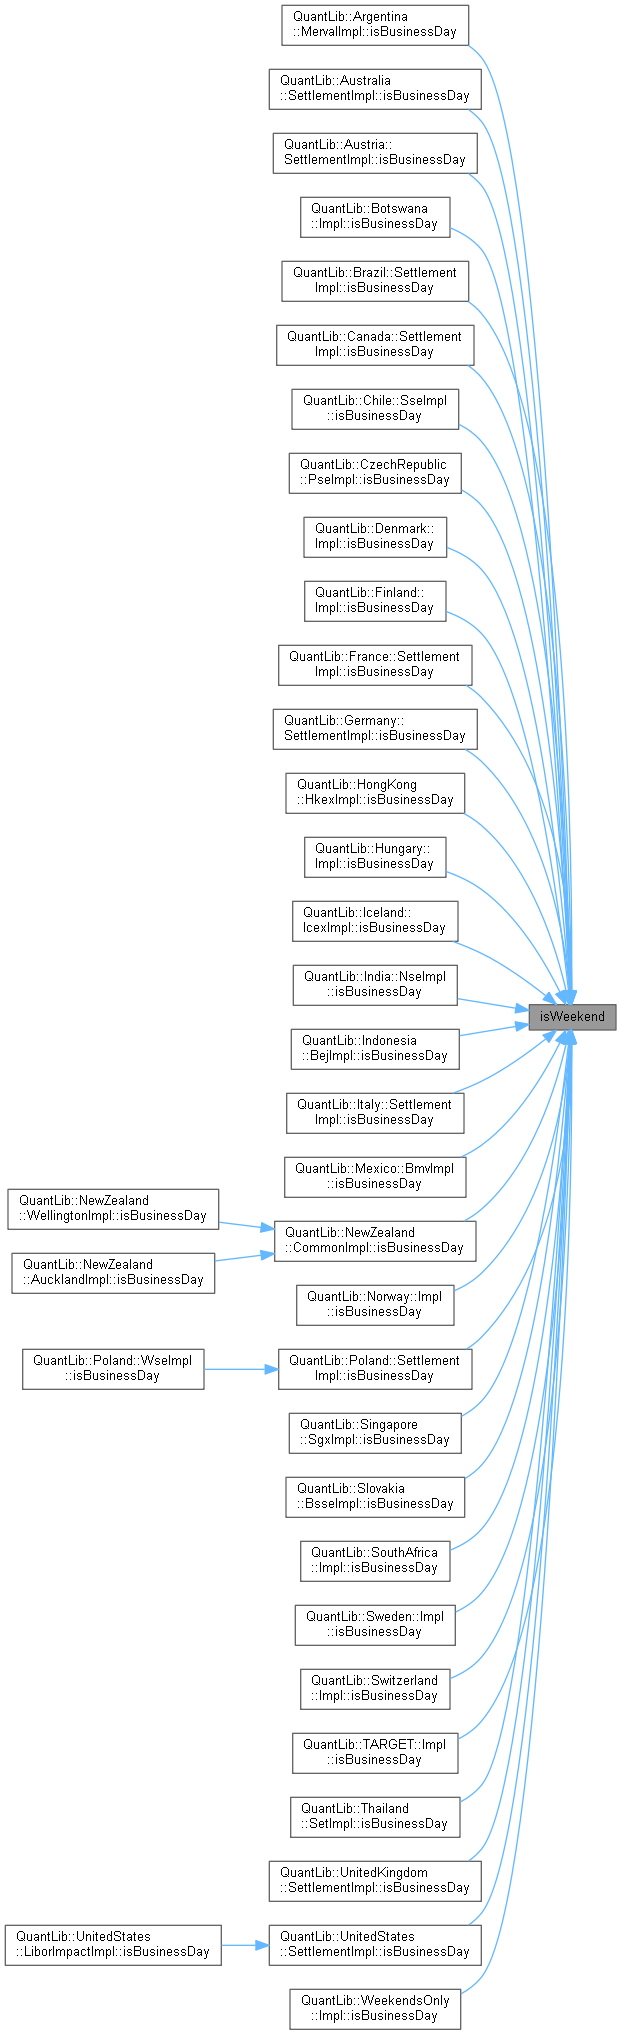 QuantLib::Argentina
::MervalImpl::isBusinessDay
QuantLib::Australia
::SettlementImpl::isBusinessDay
QuantLib::Austria::
SettlementImpl::isBusinessDay
QuantLib::Botswana
::Impl::isBusinessDay
QuantLib::Brazil::Settlement
Impl::isBusinessDay
QuantLib::Canada::Settlement
Impl::isBusinessDay
QuantLib::Chile::SseImpl
::isBusinessDay
QuantLib::CzechRepublic
::PseImpl::isBusinessDay
QuantLib::Denmark::
Impl::isBusinessDay
QuantLib::Finland::
Impl::isBusinessDay
QuantLib::France::Settlement
Impl::isBusinessDay
QuantLib::Germany::
SettlementImpl::isBusinessDay
QuantLib::HongKong
::HkexImpl::isBusinessDay
QuantLib::Hungary::
Impl::isBusinessDay
QuantLib::Iceland::
IcexImpl::isBusinessDay
QuantLib::India::NseImpl
::isBusinessDay
isWeekend
QuantLib::Indonesia
::BejImpl::isBusinessDay
QuantLib::Italy::Settlement
Impl::isBusinessDay
QuantLib::Mexico::BmvImpl
::isBusinessDay
QuantLib::NewZealand
::WellingtonImpl::isBusinessDay
QuantLib::NewZealand
::CommonImpl::isBusinessDay
QuantLib::NewZealand
::AucklandImpl::isBusinessDay
QuantLib::Norway::Impl
::isBusinessDay
QuantLib::Poland::WseImpl
::isBusinessDay
QuantLib::Poland::Settlement
Impl::isBusinessDay
QuantLib::Singapore
::SgxImpl::isBusinessDay
QuantLib::Slovakia
::BsseImpl::isBusinessDay
QuantLib::SouthAfrica
::Impl::isBusinessDay
QuantLib::Sweden::Impl
::isBusinessDay
QuantLib::Switzerland
::Impl::isBusinessDay
QuantLib::TARGET::Impl
::isBusinessDay
QuantLib::Thailand
::SetImpl::isBusinessDay
QuantLib::UnitedKingdom
::SettlementImpl::isBusinessDay
QuantLib::UnitedStates
::LiborImpactImpl::isBusinessDay
QuantLib::UnitedStates
::SettlementImpl::isBusinessDay
QuantLib::WeekendsOnly
::Impl::isBusinessDay